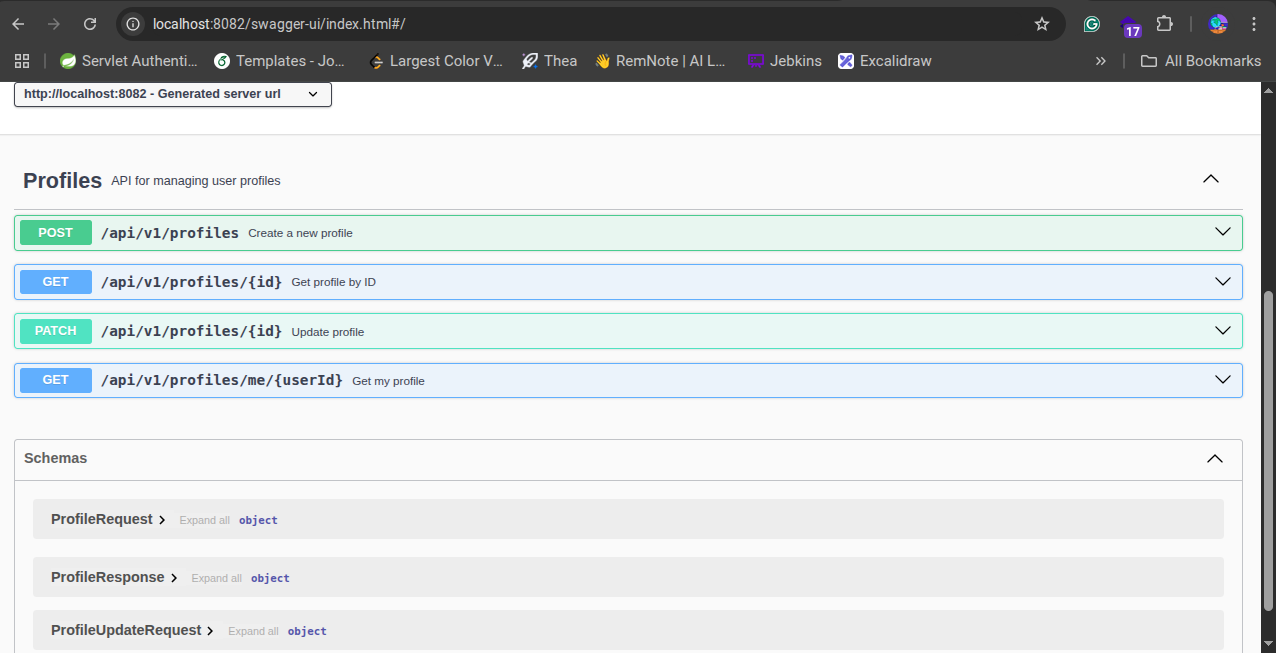 localhost:8082/swagger-ui/index.html#/
17
Servlet Authenti... Templates - Jo... Largest Color V... Thea RemNote | AI L... Jebkins Excalidraw » All Bookmarks
http://localhost:8082 - Generated server url
Profiles API for managing user profiles
POST /api/v1/profiles Create a new profile
GET /api/v1/profiles/{id} Get profile by ID
PATCH /api/v1/profiles/{id} Update profile
GET /api/v1/profiles/me/{userId} Get my profile
Schemas
ProfileRequest Expand all object
ProfileResponse Expand all object
ProfileUpdateRequest Expand all object